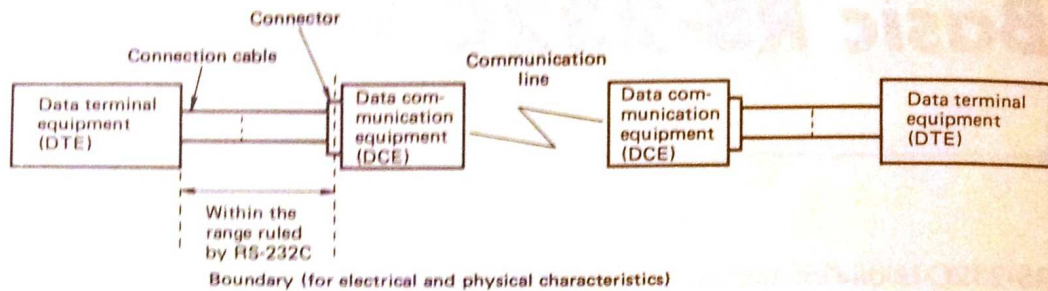 Connector
Connection cable
Communication
line
Data terminal
equipment
(DTE)
Data com-
munication
equipment
(DCE)
Data com-
munication
equipment
(DCE)
Data terminal
equipment
(DTE)
Within the
range ruled
by RS-232C
Boundary (for electrical and physical characteristics)